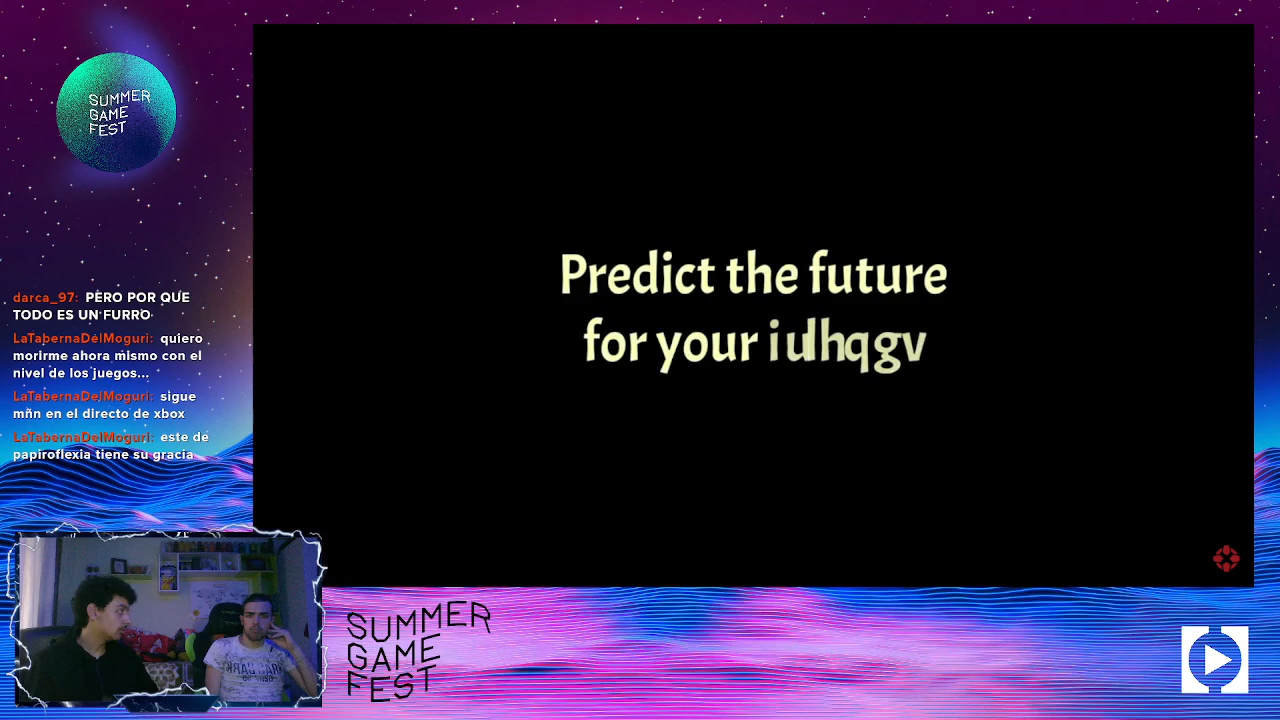 SUMMER
GAME
FEST
Predict the future
for your iulhqgv
darca_97: PERO POR QUE
TODO ES UN FURRO
LaTabernaDelMoguri: quiero
morirme ahora mismo con el
nivel de los juegos...
LaTabernaDelMoguri: sigue
mñn en el directo de xbox
LaTabernaDelMoguri: este de
papiroflexia tiene su gracia
SUMMER
GAME
FEST